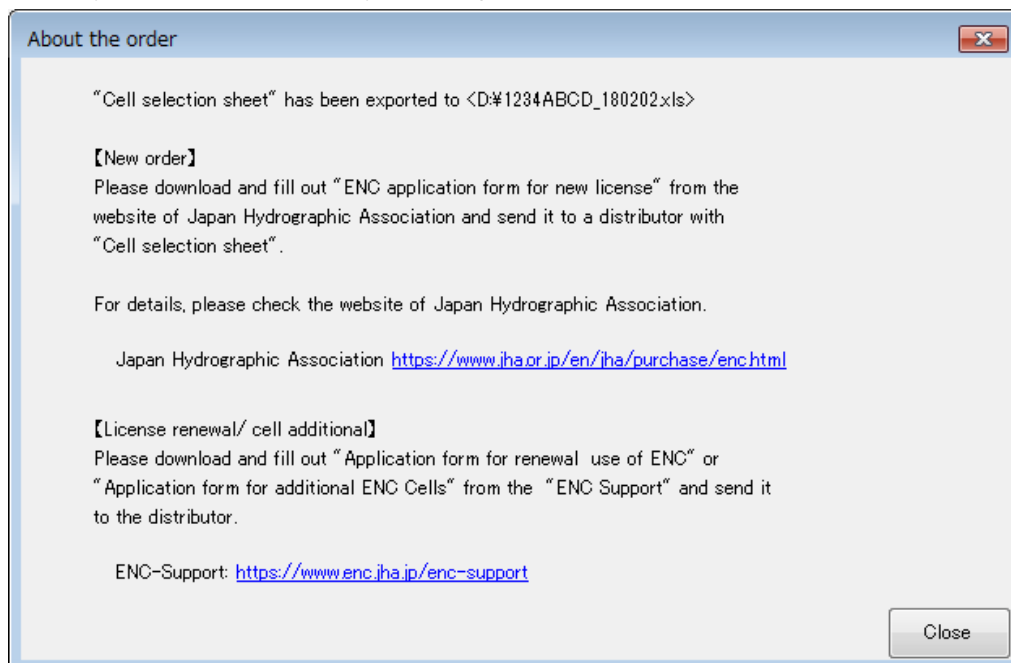 About the order
"Cell selection sheet" has been exported to <D:¥1234ABCD_180202.xls>
【New order】
Please download and fill out "ENC application form for new license" from the
website of Japan Hydrographic Association and send it to a distributor with
"Cell selection sheet".
For details, please check the website of Japan Hydrographic Association.
Japan Hydrographic Association https://www.jha.or.jp/en/jha/purchase/enc.html
【License renewal/ cell additional】
Please download and fill out "Application form for renewal use of ENC" or
"Application form for additional ENC Cells" from the "ENC Support" and send it
to the distributor.
ENC-Support: https://www.enc.jha.jp/enc-support
Close